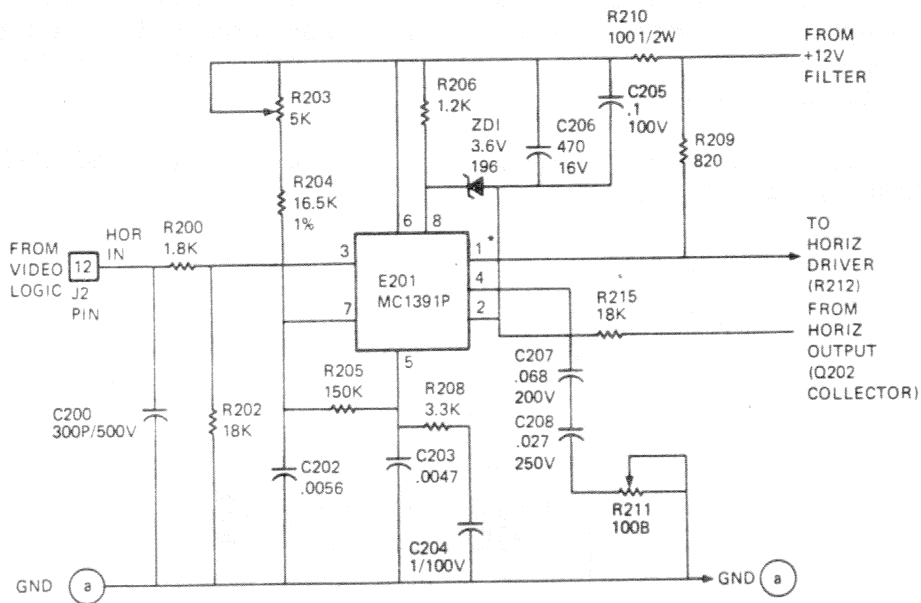 R210
100 1/2W
FROM
+12V
FILTER
R203
5K
R206
1.2K
ZDI
3.6V
196
C206
470
16V
C205
.1
100V
R209
820
R204
16.5K
1%
HOR
IN
R200
1.8K
FROM
VIDEO
LOGIC
12
J2
PIN
6
8
3
1*
E201
MC1391P
4
7
2
5
TO
HORIZ
DRIVER
(R212)
R215
18K
FROM
HORIZ
OUTPUT
(Q202
COLLECTOR)
R205
150K
R208
3.3K
C207
.068
200V
C208
.027
250V
C200
300P/500V
R202
18K
C202
.0056
C203
.0047
R211
100B
C204
1/100V
GND
a
GND
a